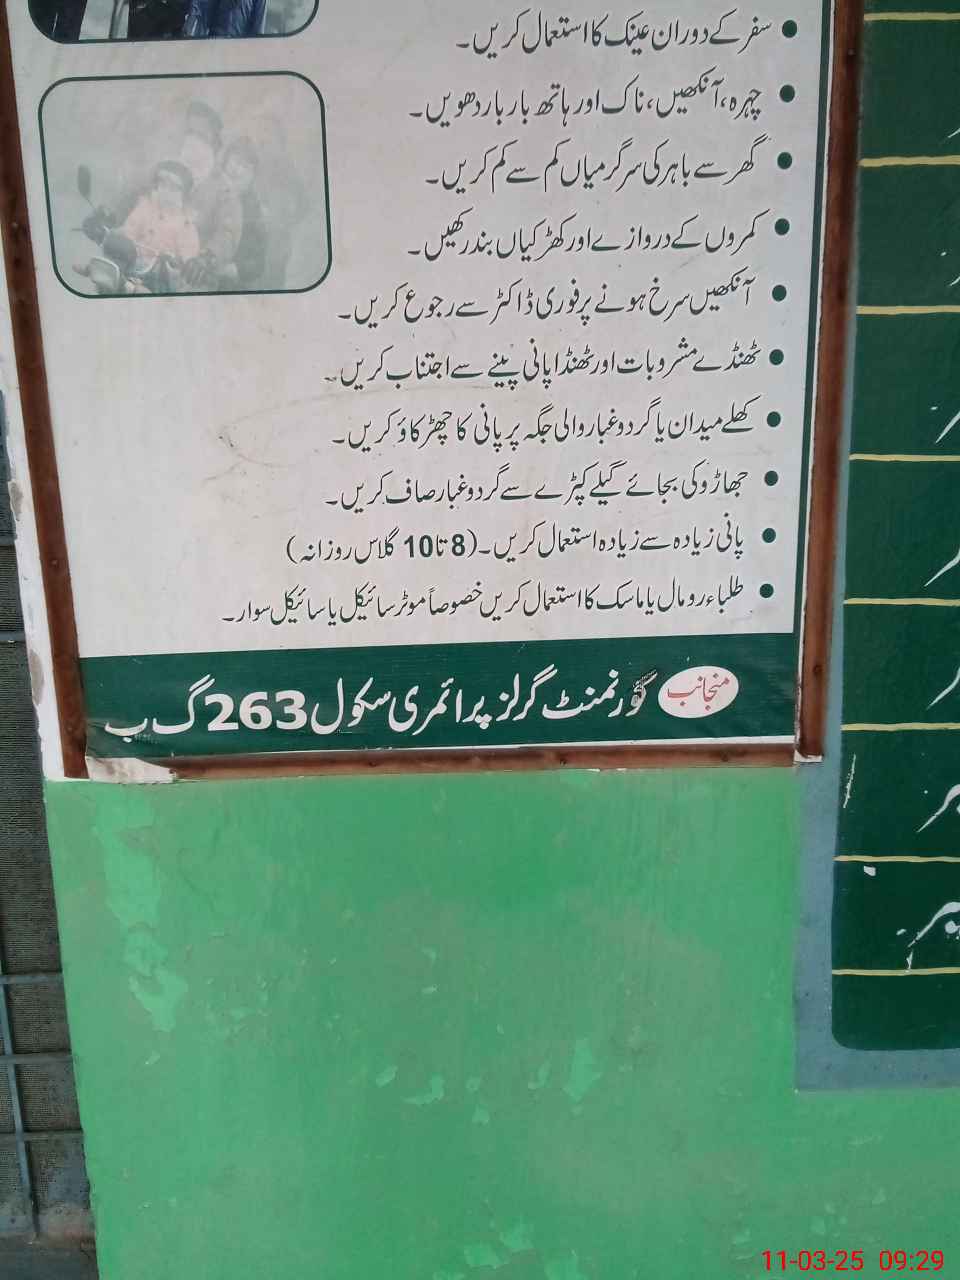 سفر کے دوران عینک کا استعمال کریں۔
چہرہ، آنکھیں، ناک اور ہاتھ بار بار دھویں۔
گھر سے باہر کی سرگرمیاں کم سے کم کریں۔
کمروں کے دروازے اور کھڑکیاں بند رکھیں۔
آنکھیں سرخ ہونے پر فوری ڈاکٹر سے رجوع کریں۔
ٹھنڈے مشروبات اور ٹھنڈا پانی پینے سے اجتناب کریں۔
کھلے میدان یا گرد و غبار والی جگہ پر پانی کا چھڑکاؤ کریں۔
جھاڑو کی بجائے گیلے کپڑے سے گرد و غبار صاف کریں۔
پانی زیادہ سے زیادہ استعمال کریں۔ (8 تا 10 گلاس روزانہ)
طلباء رومال یا ماسک کا استعمال کریں خصوصاً موٹر سائیکل یا سائیکل سوار۔
منجانب گورنمنٹ گرلز پرائمری سکول 263 گ ب
11-03-25 09:29